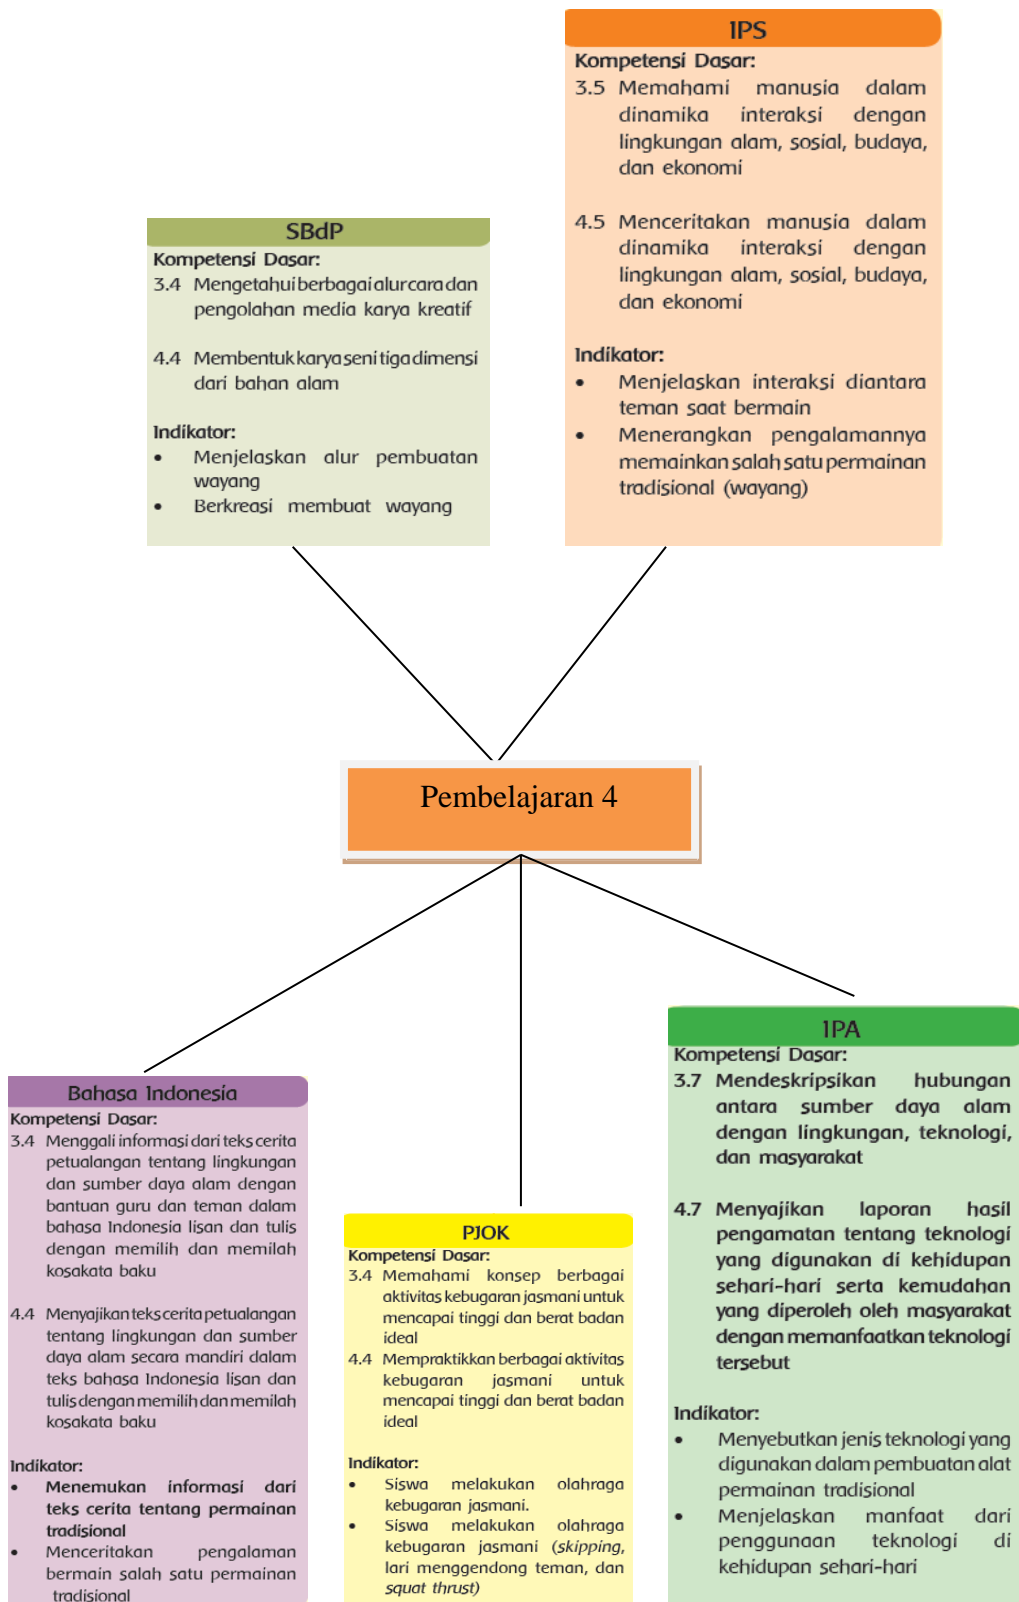 IPS
Kompetensi Dasar:
3.5 Memahami manusia dalam
dinamika interaksi dengan
lingkungan alam, sosial, budaya,
dan ekonomi
4.5 Menceritakan manusia dalam
dinamika interaksi dengan
lingkungan alam, sosial, budaya,
dan ekonomi
Indikator:
• Menjelaskan interaksi diantara
teman saat bermain
• Menerangkan pengalamannya
memainkan salah satu permainan
tradisional (wayang)
SBdP
Kompetensi Dasar:
3.4 Mengetahui berbagai alur cara dan
pengolahan media karya kreatif
4.4 Membentuk karya seni tiga dimensi
dari bahan alam
Indikator:
• Menjelaskan alur pembuatan
wayang
• Berkreasi membuat wayang
Pembelajaran 4
Bahasa Indonesia
Kompetensi Dasar:
3.4 Menggali informasi dari teks cerita
petualangan tentang lingkungan
dan sumber daya alam dengan
bantuan guru dan teman dalam
bahasa Indonesia lisan dan tulis
dengan memilih dan memilah
kosakata baku
4.4 Menyajikan teks cerita petualangan
tentang lingkungan dan sumber
daya alam secara mandiri dalam
teks bahasa Indonesia lisan dan
tulis dengan memilih dan memilah
kosakata baku
Indikator:
• Menemukan informasi dari
teks cerita tentang permainan
tradisional
• Menceritakan pengalaman
bermain salah satu permainan
tradisional
PJOK
Kompetensi Dasar:
3.4 Memahami konsep berbagai
aktivitas kebugaran jasmani untuk
mencapai tinggi dan berat badan
ideal
4.4 Mempraktikkan berbagai aktivitas
kebugaran jasmani untuk
mencapai tinggi dan berat badan
ideal
Indikator:
• Siswa melakukan olahraga
kebugaran jasmani.
• Siswa melakukan olahraga
kebugaran jasmani (skipping,
lari menggendong teman, dan
squat thrust)
IPA
Kompetensi Dasar:
3.7 Mendeskripsikan hubungan
antara sumber daya alam
dengan lingkungan, teknologi,
dan masyarakat
4.7 Menyajikan laporan hasil
pengamatan tentang teknologi
yang digunakan di kehidupan
sehari-hari serta kemudahan
yang diperoleh oleh masyarakat
dengan memanfaatkan teknologi
tersebut
Indikator:
• Menyebutkan jenis teknologi yang
digunakan dalam pembuatan alat
permainan tradisional
• Menjelaskan manfaat dari
penggunaan teknologi di
kehidupan sehari-hari